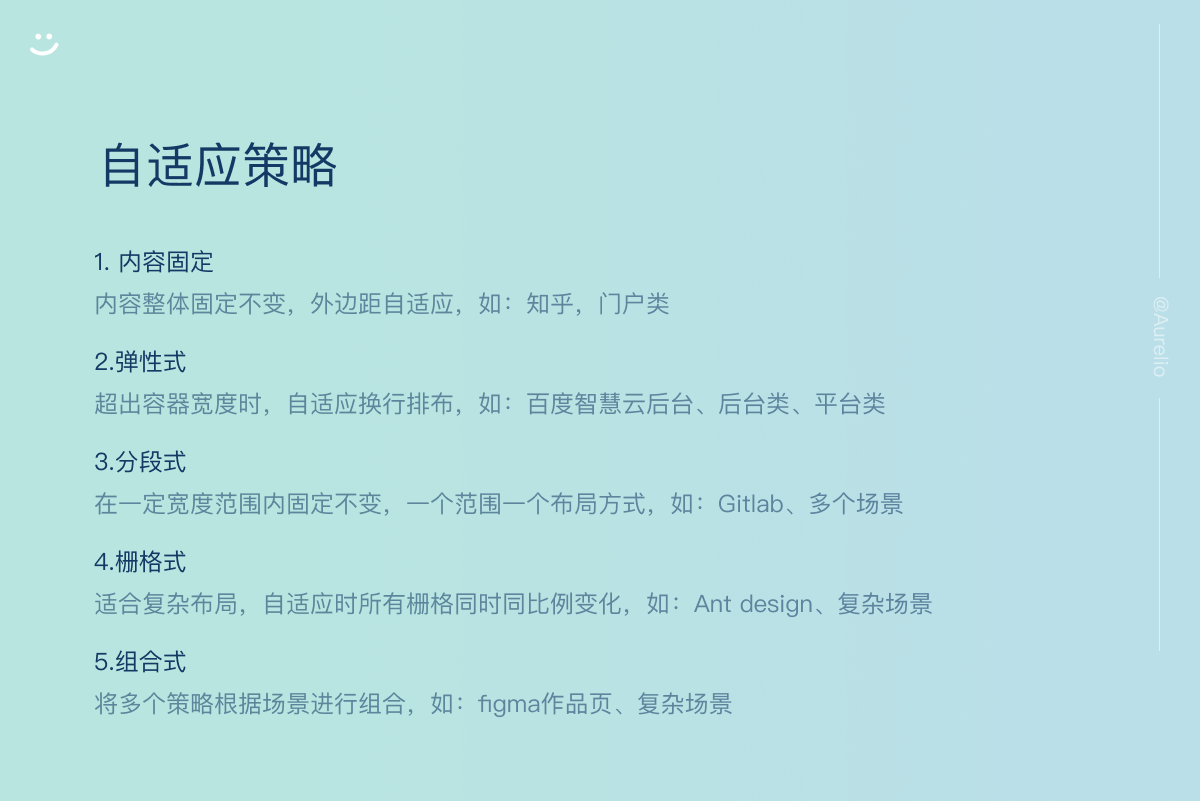 自适应策略
1. 内容固定
内容整体固定不变，外边距自适应，如：知乎，门户类
2.弹性式
超出容器宽度时，自适应换行排布，如：百度智慧云后台、后台类、平台类
3.分段式
在一定宽度范围内固定不变，一个范围一个布局方式，如：Gitlab、多个场景
4.栅格式
适合复杂布局，自适应时所有栅格同时同比例变化，如：Ant design、复杂场景
5.组合式
将多个策略根据场景进行组合，如：figma作品页、复杂场景
@Aurelio